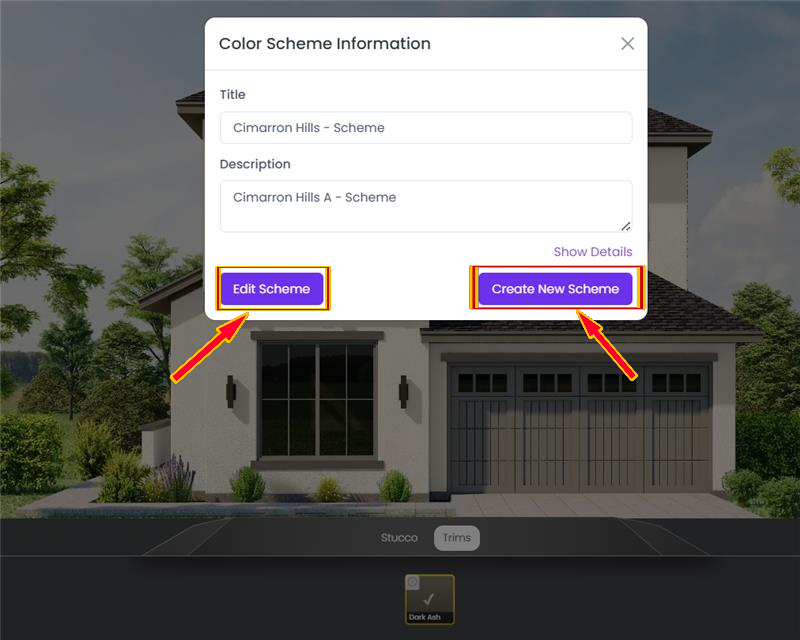 Color Scheme Information
Title
Cimarron Hills - Scheme
Description
Cimarron Hills A - Scheme
Show Details
Edit Scheme
Create New Scheme
Stucco
Trims
Dark Ash